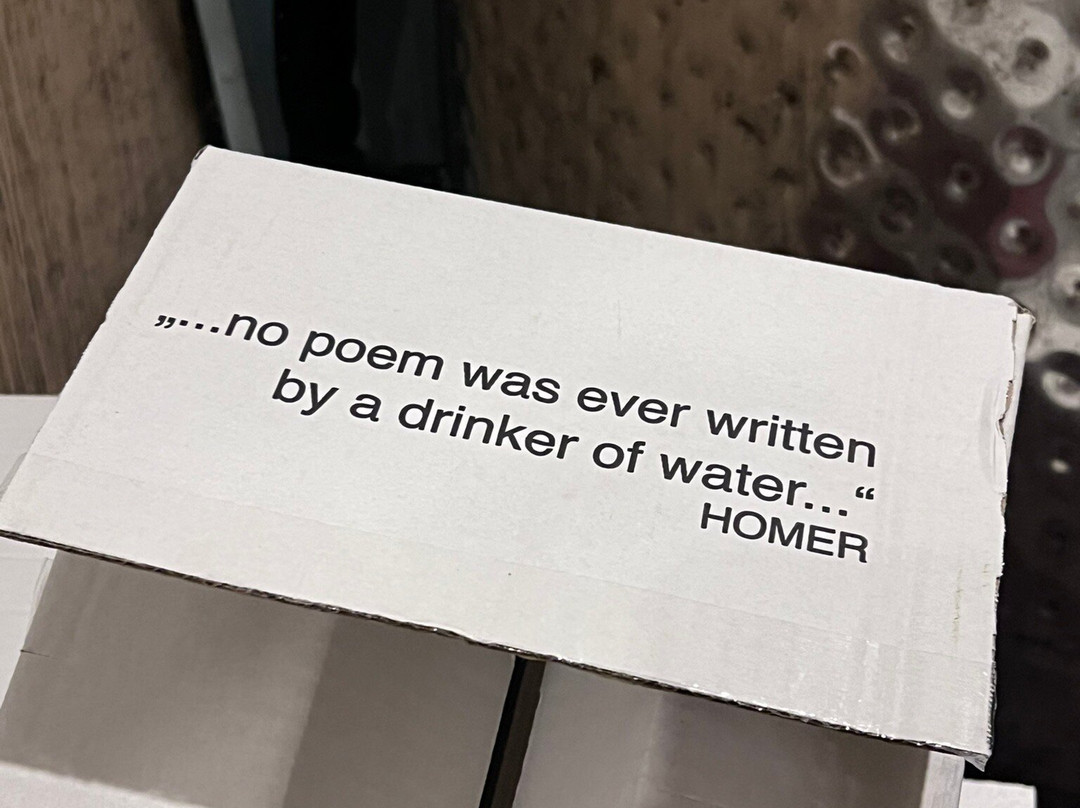 „...no poem was ever written
by a drinker of water...“
HOMER